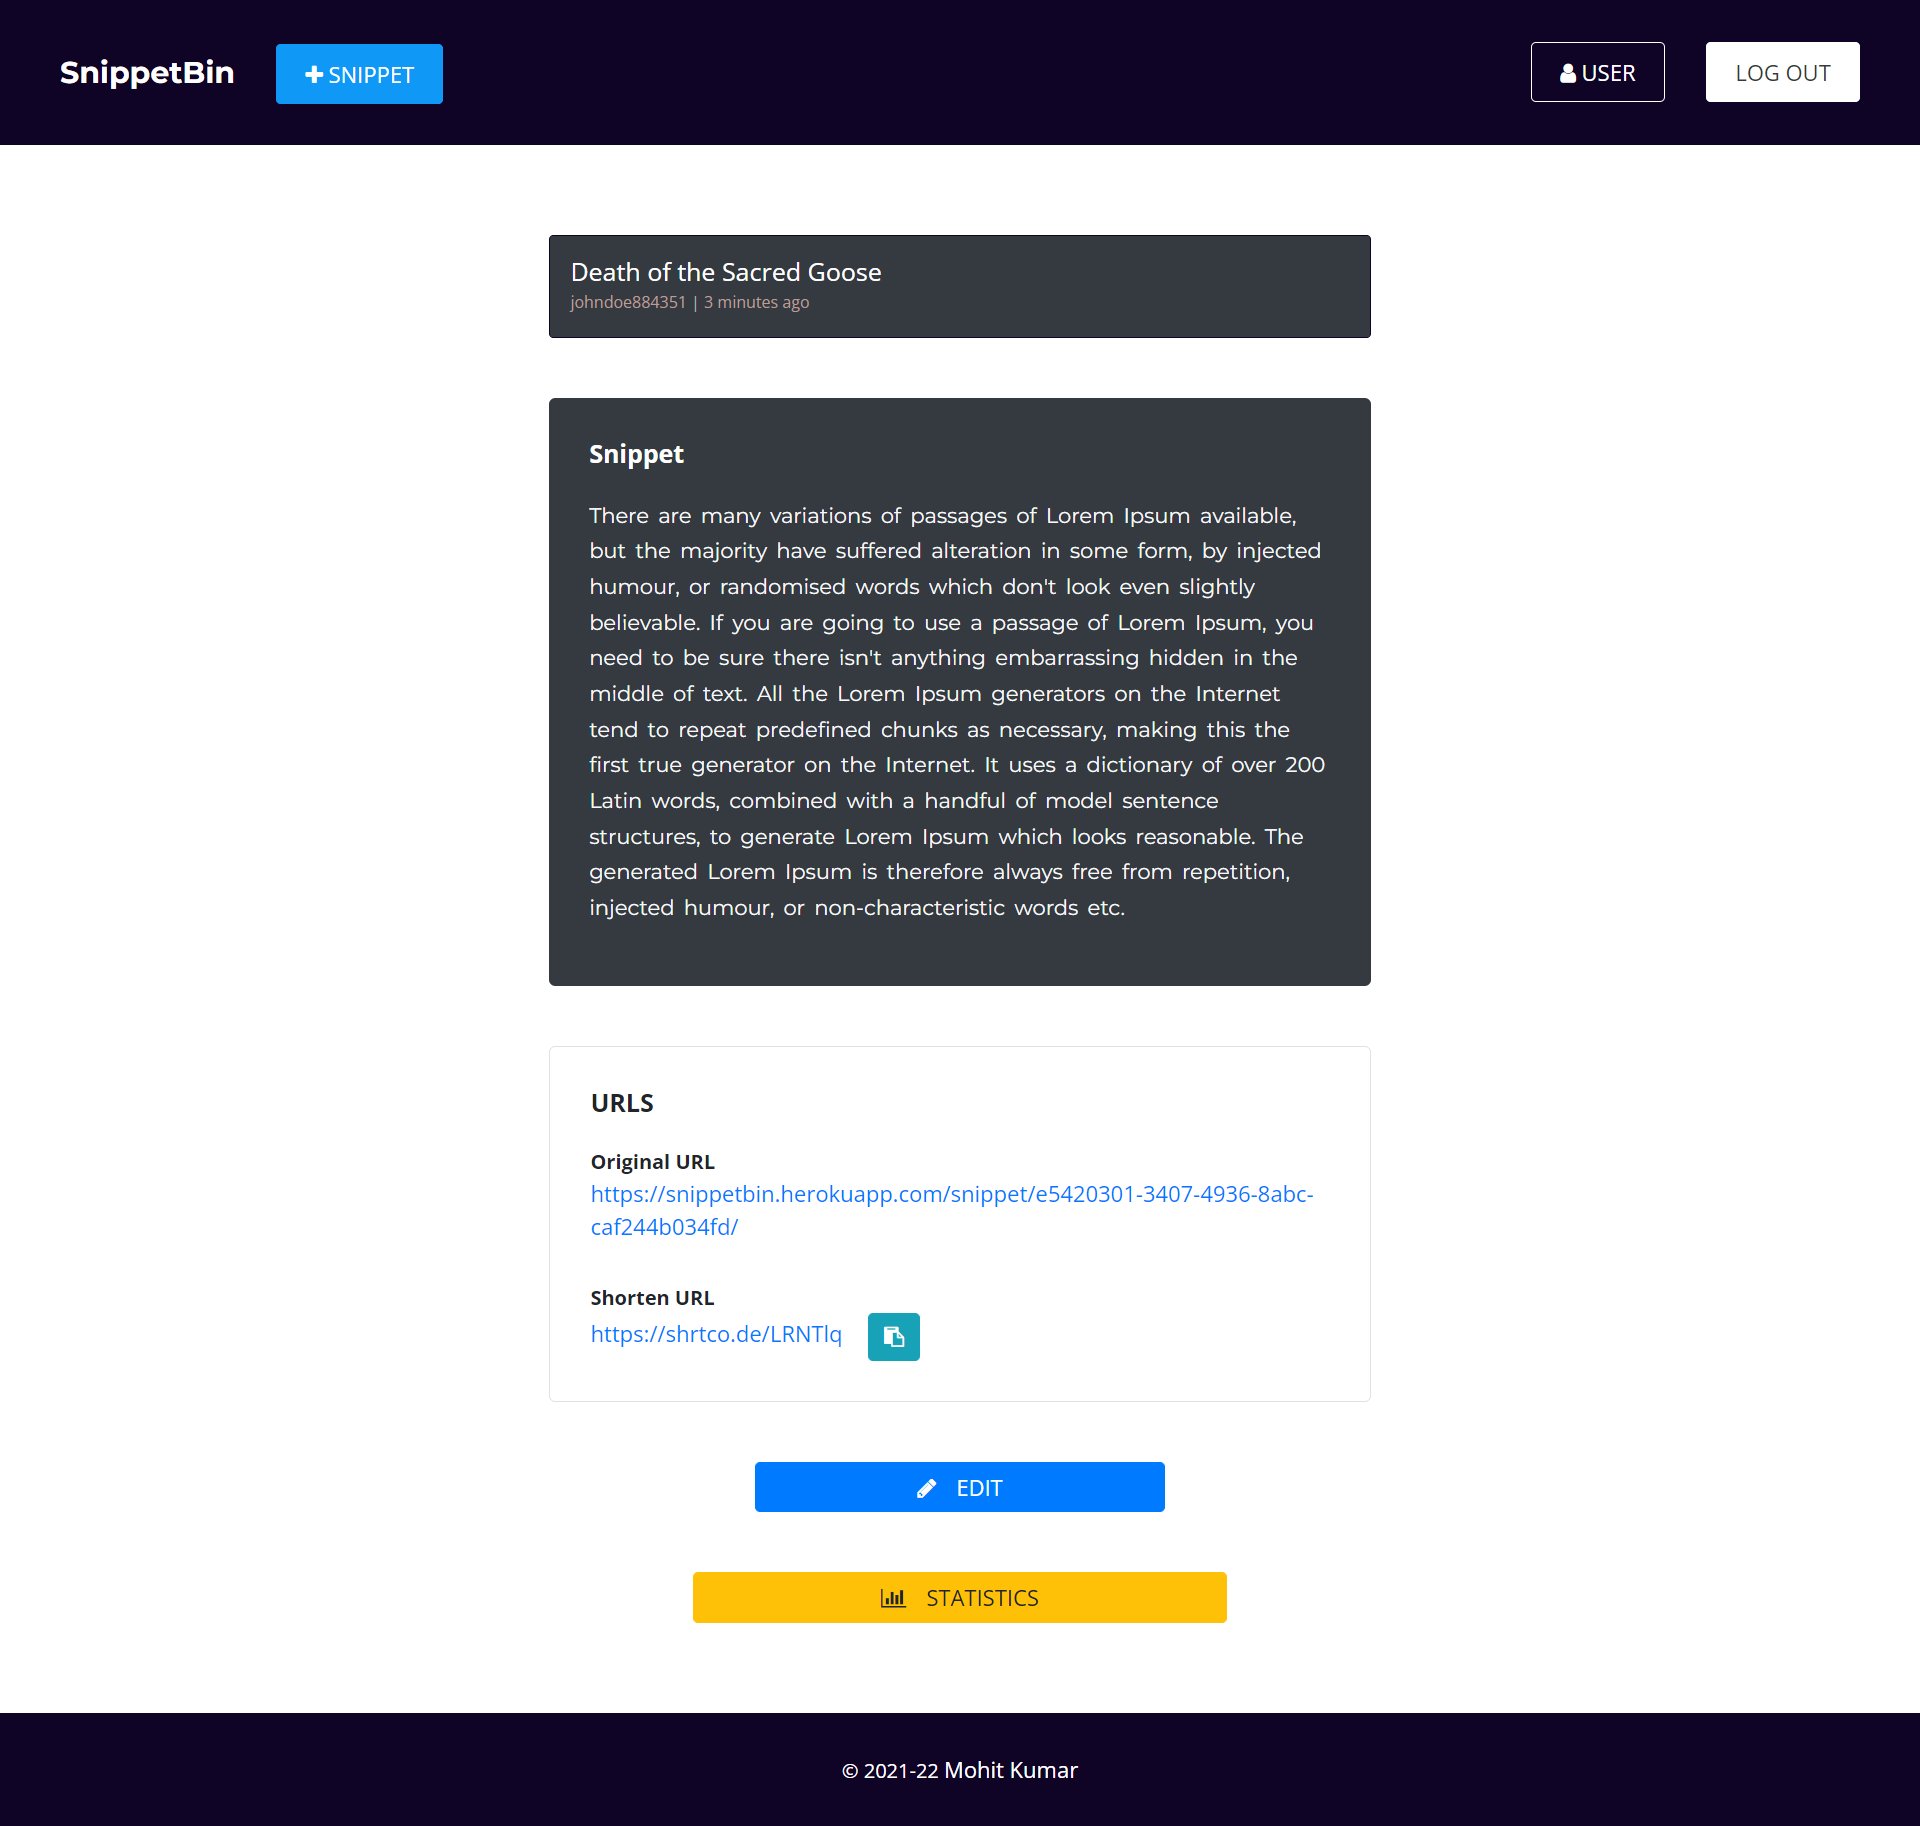 SnippetBin
SNIPPET
USER
LOG OUT
Death of the Sacred Goose
johndoe884351 | 3 minutes ago
Snippet
There are many variations of passages of Lorem Ipsum available,
but the majority have suffered alteration in some form, by injected
humour, or randomised words which don't look even slightly
believable. If you are going to use a passage of Lorem Ipsum, you
need to be sure there isn't anything embarrassing hidden in the
middle of text. All the Lorem Ipsum generators on the Internet
tend to repeat predefined chunks as necessary, making this the
first true generator on the Internet. It uses a dictionary of over 200
Latin words, combined with a handful of model sentence
structures, to generate Lorem Ipsum which looks reasonable. The
generated Lorem Ipsum is therefore always free from repetition,
injected humour, or non-characteristic words etc.
URLS
Original URL
https://snippetbin.herokuapp.com/snippet/e5420301-3407-4936-8abc-
caf244b034fd/
Shorten URL
https://shrtco.de/LRNTlq
EDIT
STATISTICS
© 2021-22 Mohit Kumar